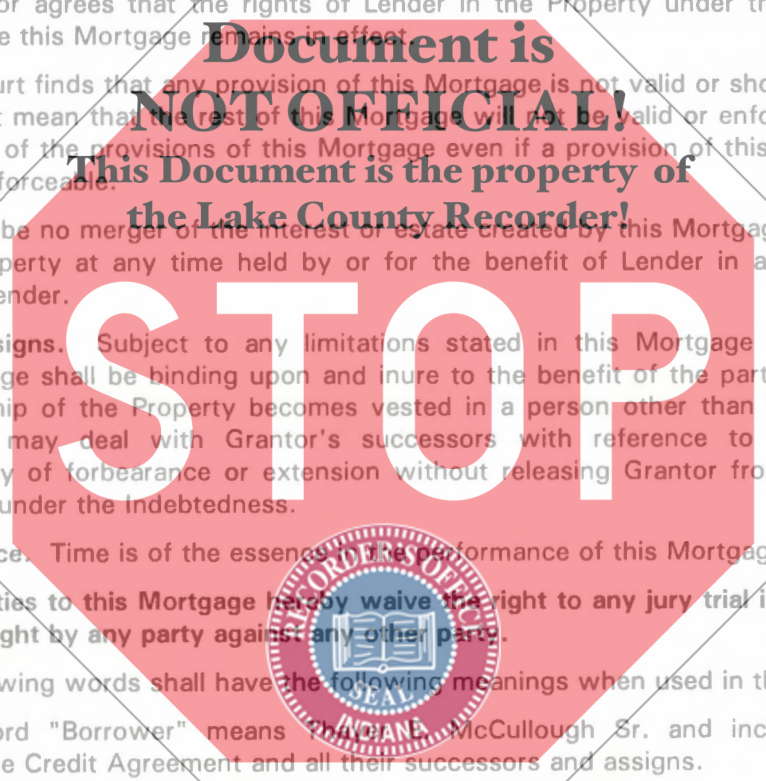 or agrees that the rights of Lender in the Property under th
e this Mortgage remains in effect.
Document is
urt finds that any provision of this Mortgage is not valid or sho
NOT OFFICIAL!
t mean that the rest of this Mortgage will not be valid or enfo
of the provisions of this Mortgage even if a provision of this
This Document is the property of
forceable.
the Lake County Recorder!
be no merger of the interest or estate created by this Mortgag
perty at any time held by or for the benefit of Lender in a
ender.
STOP
signs. Subject to any limitations stated in this Mortgage
ge shall be binding upon and inure to the benefit of the part
hip of the Property becomes vested in a person other than
may deal with Grantor's successors with reference to
y of forbearance or extension without releasing Grantor fro
under the Indebtedness.
ce. Time is of the essence in the performance of this Mortgag
ties to this Mortgage hereby waive the right to any jury trial i
ght by any party against any other party.
RECORDER'S OFFICE
SEAL
INDIANA
wing words shall have the following meanings when used in th
ord "Borrower" means McCullough Sr. and inc
e Credit Agreement and all their successors and assigns.